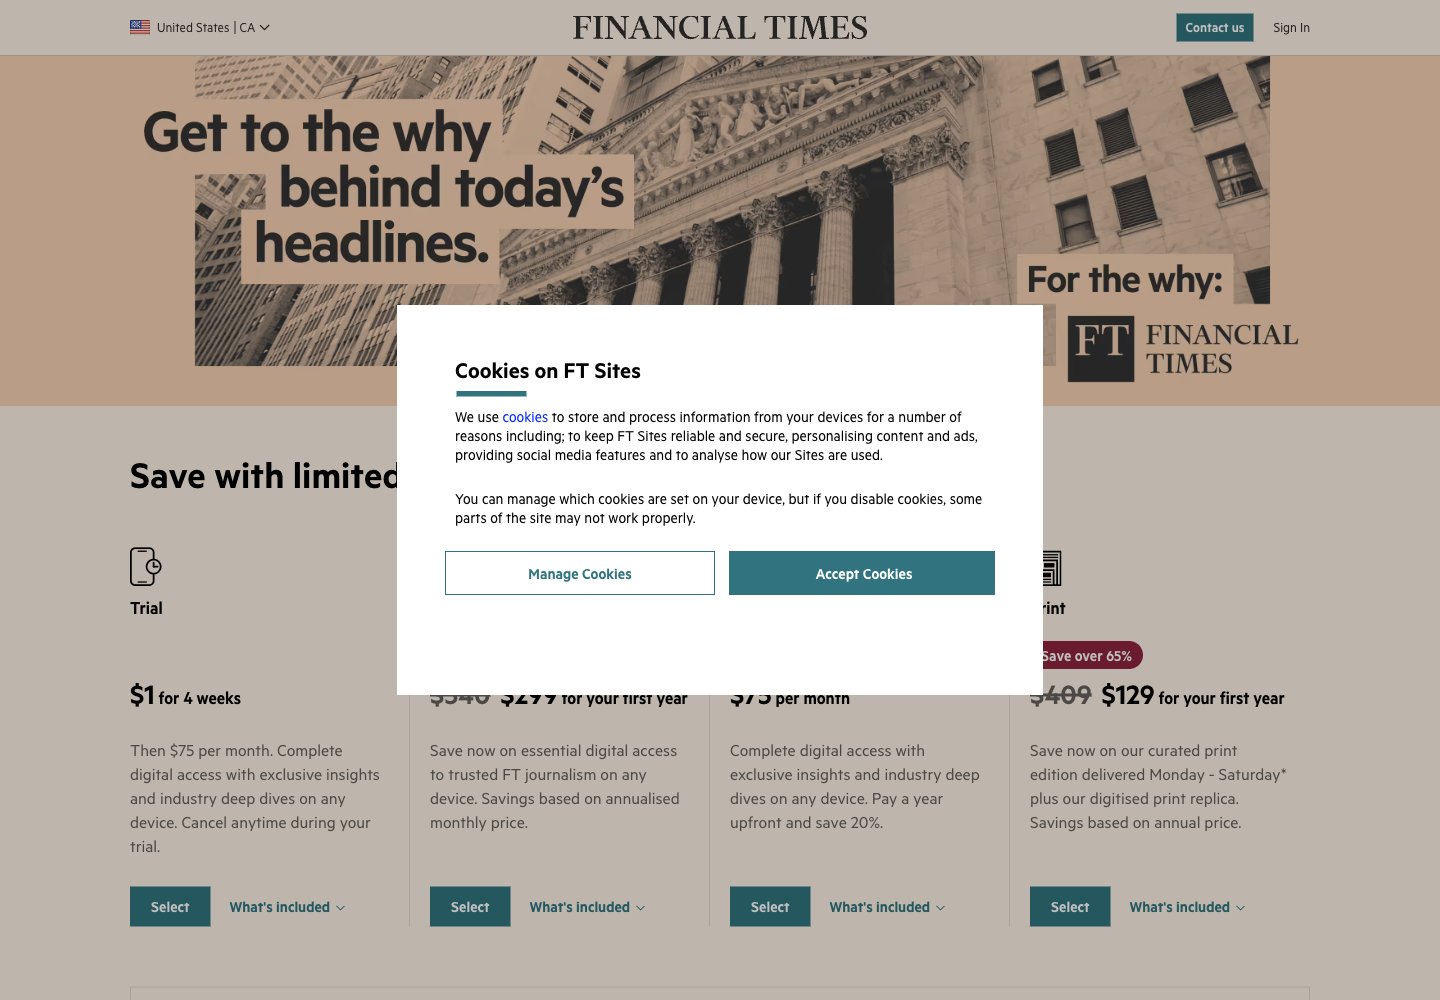 United States | CA
FINANCIAL TIMES
Contact us
Sign In
Get to the why
behind today's
headlines.
For the why:
FT
FINANCIAL
TIMES
Cookies on FT Sites
We use cookies to store and process information from your devices for a number of
reasons including; to keep FT Sites reliable and secure, personalising content and ads,
providing social media features and to analyse how our Sites are used.
You can manage which cookies are set on your device, but if you disable cookies, some
parts of the site may not work properly.
Manage Cookies
Accept Cookies
Save with limited
Trial
$1 for 4 weeks
Then $75 per month. Complete
digital access with exclusive insights
and industry deep dives on any
device. Cancel anytime during your
trial.
Select
What's included
$540 $299 for your first year
Save now on essential digital access
to trusted FT journalism on any
device. Savings based on annualised
monthly price.
Select
What's included
$75 per month
Complete digital access with
exclusive insights and industry deep
dives on any device. Pay a year
upfront and save 20%.
Select
What's included
rint
Save over 65%
$409 $129 for your first year
Save now on our curated print
edition delivered Monday - Saturday*
plus our digitised print replica.
Savings based on annual price.
Select
What's included